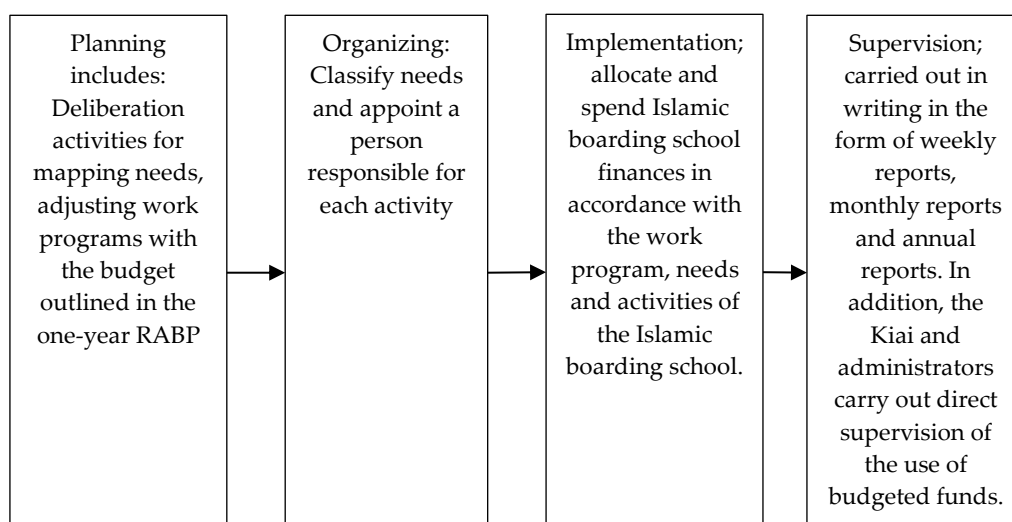 Planning
includes:
Deliberation
activities for
mapping needs,
adjusting work
programs with
the budget
outlined in the
one-year RABP
Organizing:
Classify needs
and appoint a
person
responsible for
each activity
Implementation;
allocate and
spend Islamic
boarding school
finances in
accordance with
the work
program, needs
and activities of
the Islamic
boarding school.
Supervision;
carried out in
writing in the
form of weekly
reports,
monthly reports
and annual
reports. In
addition, the
Kiai and
administrators
carry out direct
supervision of
the use of
budgeted funds.